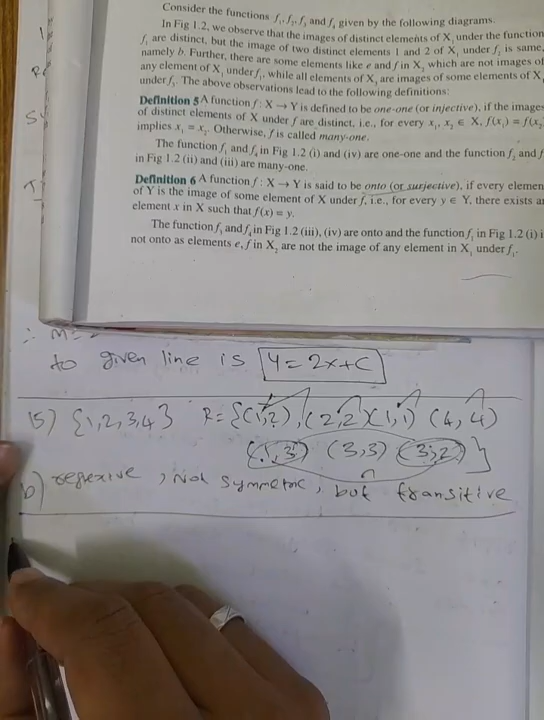 Consider the functions f₁, f₂, f₃ and f₄ given by the following diagrams.
In Fig 1.2, we observe that the images of distinct elements of X₁ under the function
f₁ are distinct, but the image of two distinct elements 1 and 2 of X₁ under f₂ is same,
namely b. Further, there are some elements like e and f in X₂ which are not images of
any element of X₁ under f₁, while all elements of X₃ are images of some elements of X₁
under f₃. The above observations lead to the following definitions:
Definition 5 A function f : X → Y is defined to be one-one (or injective), if the images
of distinct elements of X under f are distinct, i.e., for every x₁, x₂ ∈ X, f(x₁) = f(x₂
implies x₁ = x₂. Otherwise, f is called many-one.
The function f₁ and f₄ in Fig 1.2 (i) and (iv) are one-one and the function f₂ and f
in Fig 1.2 (ii) and (iii) are many-one.
Definition 6 A function f : X → Y is said to be onto (or surjective), if every elemen
of Y is the image of some element of X under f, i.e., for every y ∈ Y, there exists a
element x in X such that f(x) = y.
The function f₃ and f₄ in Fig 1.2 (iii), (iv) are onto and the function f₁ in Fig 1.2 (i) i
not onto as elements e, f in X₂ are not the image of any element in X₁ under f₁.
∴ m=2
to given line is y=2x+c
15) {1,2,3,4} R={(1,2),(2,2)(1,1) (4,4)
(1,3) (3,3) (3,2)}
b) reflexive, Not symmetric, but transitive